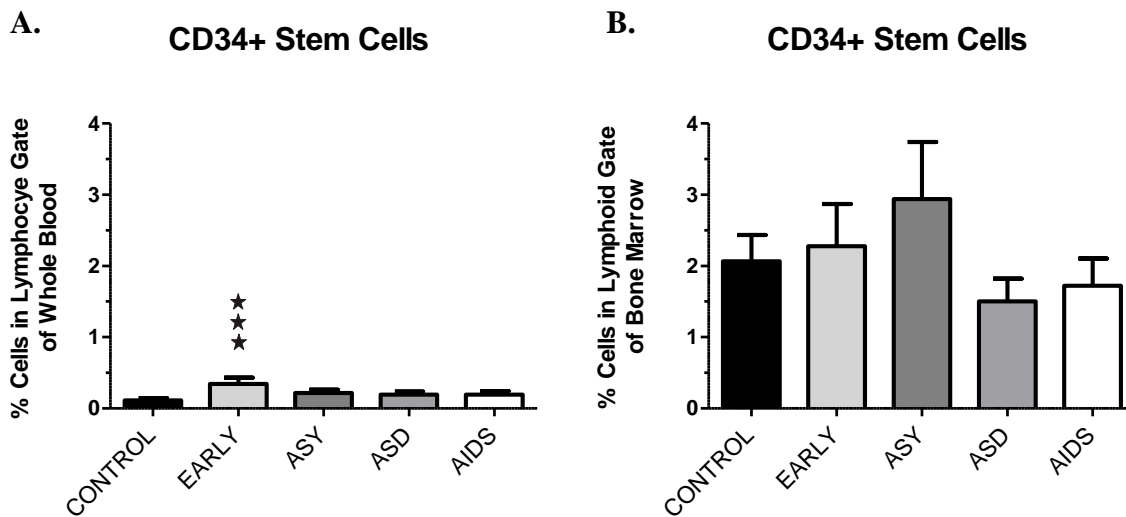 A.
CD34+ Stem Cells
% Cells in Lymphocye Gate
of Whole Blood
4
3
2
1
0
CONTROL
EARLY
ASY
ASD
AIDS
B.
CD34+ Stem Cells
% Cells in Lymphoid Gate
of Bone Marrow
4
3
2
1
0
CONTROL
EARLY
ASY
ASD
AIDS